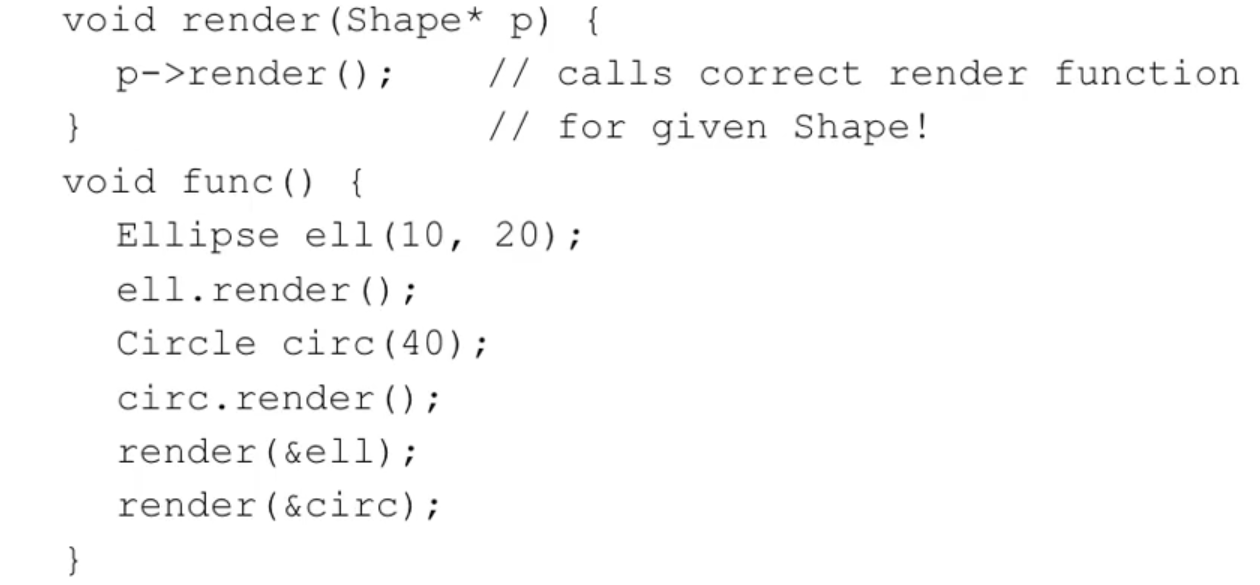 void render(Shape* p) {
p->render();    // calls correct render function
}    // for given Shape!
void func() {
Ellipse ell(10, 20);
ell.render();
Circle circ(40);
circ.render();
render(&ell);
render(&circ);
}